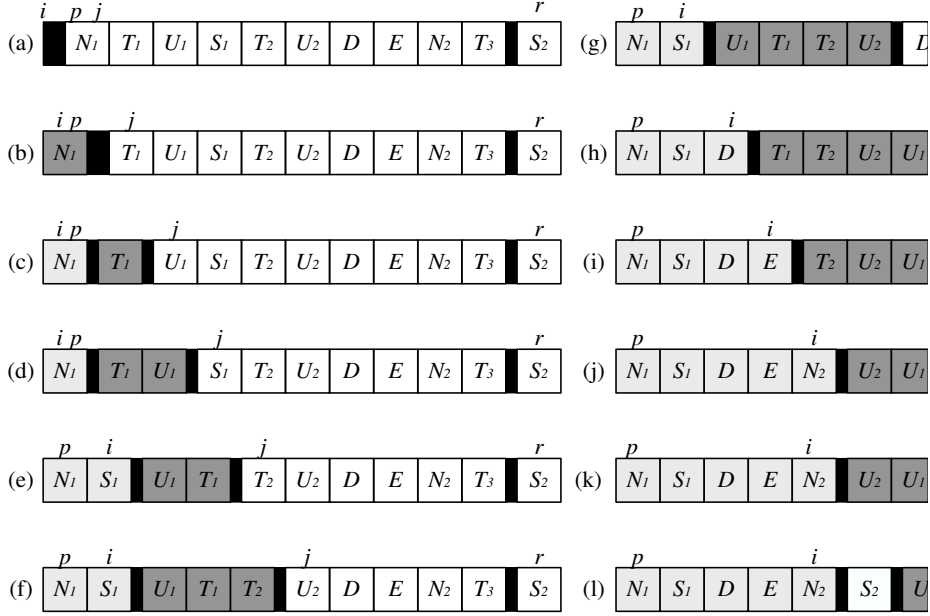 i p j r
(a) N1 T1 U1 S1 T2 U2 D E N2 T3 S2
i p j r
(b) N1 T1 U1 S1 T2 U2 D E N2 T3 S2
i p j r
(c) N1 T1 U1 S1 T2 U2 D E N2 T3 S2
i p j r
(d) N1 T1 U1 S1 T2 U2 D E N2 T3 S2
p i j r
(e) N1 S1 U1 T1 T2 U2 D E N2 T3 S2
p i j r
(f) N1 S1 U1 T1 T2 U2 D E N2 T3 S2
p i
(g) N1 S1 U1 T1 T2 U2 D
p i
(h) N1 S1 D T1 T2 U2 U1
p i
(i) N1 S1 D E T2 U2 U1
p i
(j) N1 S1 D E N2 U2 U1
p i
(k) N1 S1 D E N2 U2 U1
p i
(l) N1 S1 D E N2 S2 U